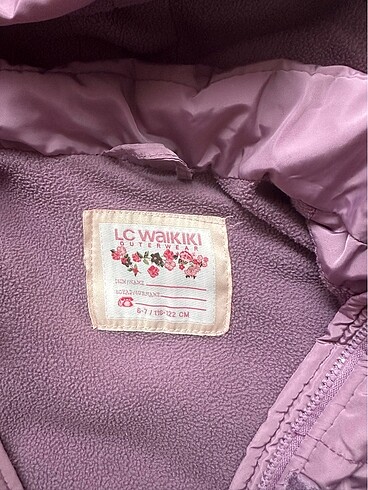 LC WAIKIKI
OUTERWEAR
6-7 / 116-122 CM